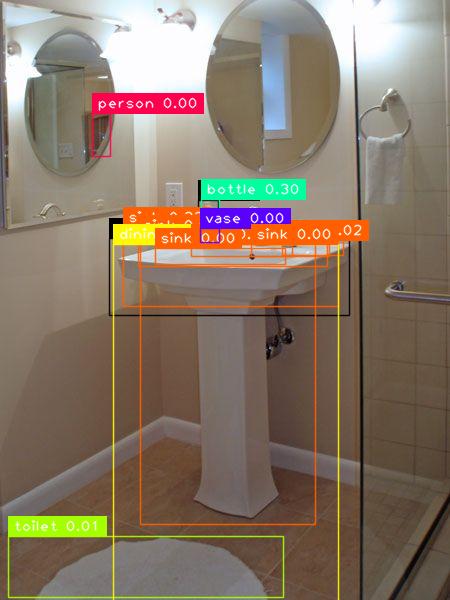 person 0.00
bottle 0.30
vase 0.00
sink 0.00
sink 0.00
.02
toilet 0.01